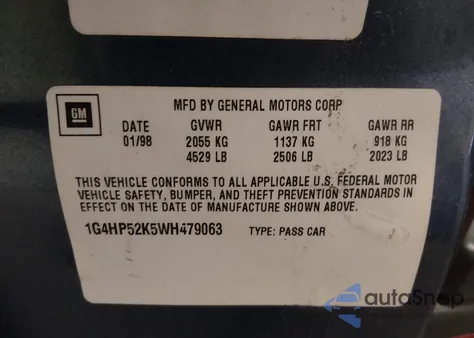 GM
MFD BY GENERAL MOTORS CORP
DATE GVWR GAWR FRT GAWR RR
01/98 2055 KG 1137 KG 918 KG
4529 LB 2506 LB 2023 LB
THIS VEHICLE CONFORMS TO ALL APPLICABLE U.S. FEDERAL MOTOR
VEHICLE SAFETY, BUMPER, AND THEFT PREVENTION STANDARDS IN
EFFECT ON THE DATE OF MANUFACTURE SHOWN ABOVE.
1G4HP52K5WH479063 TYPE: PASS CAR
autoSnap